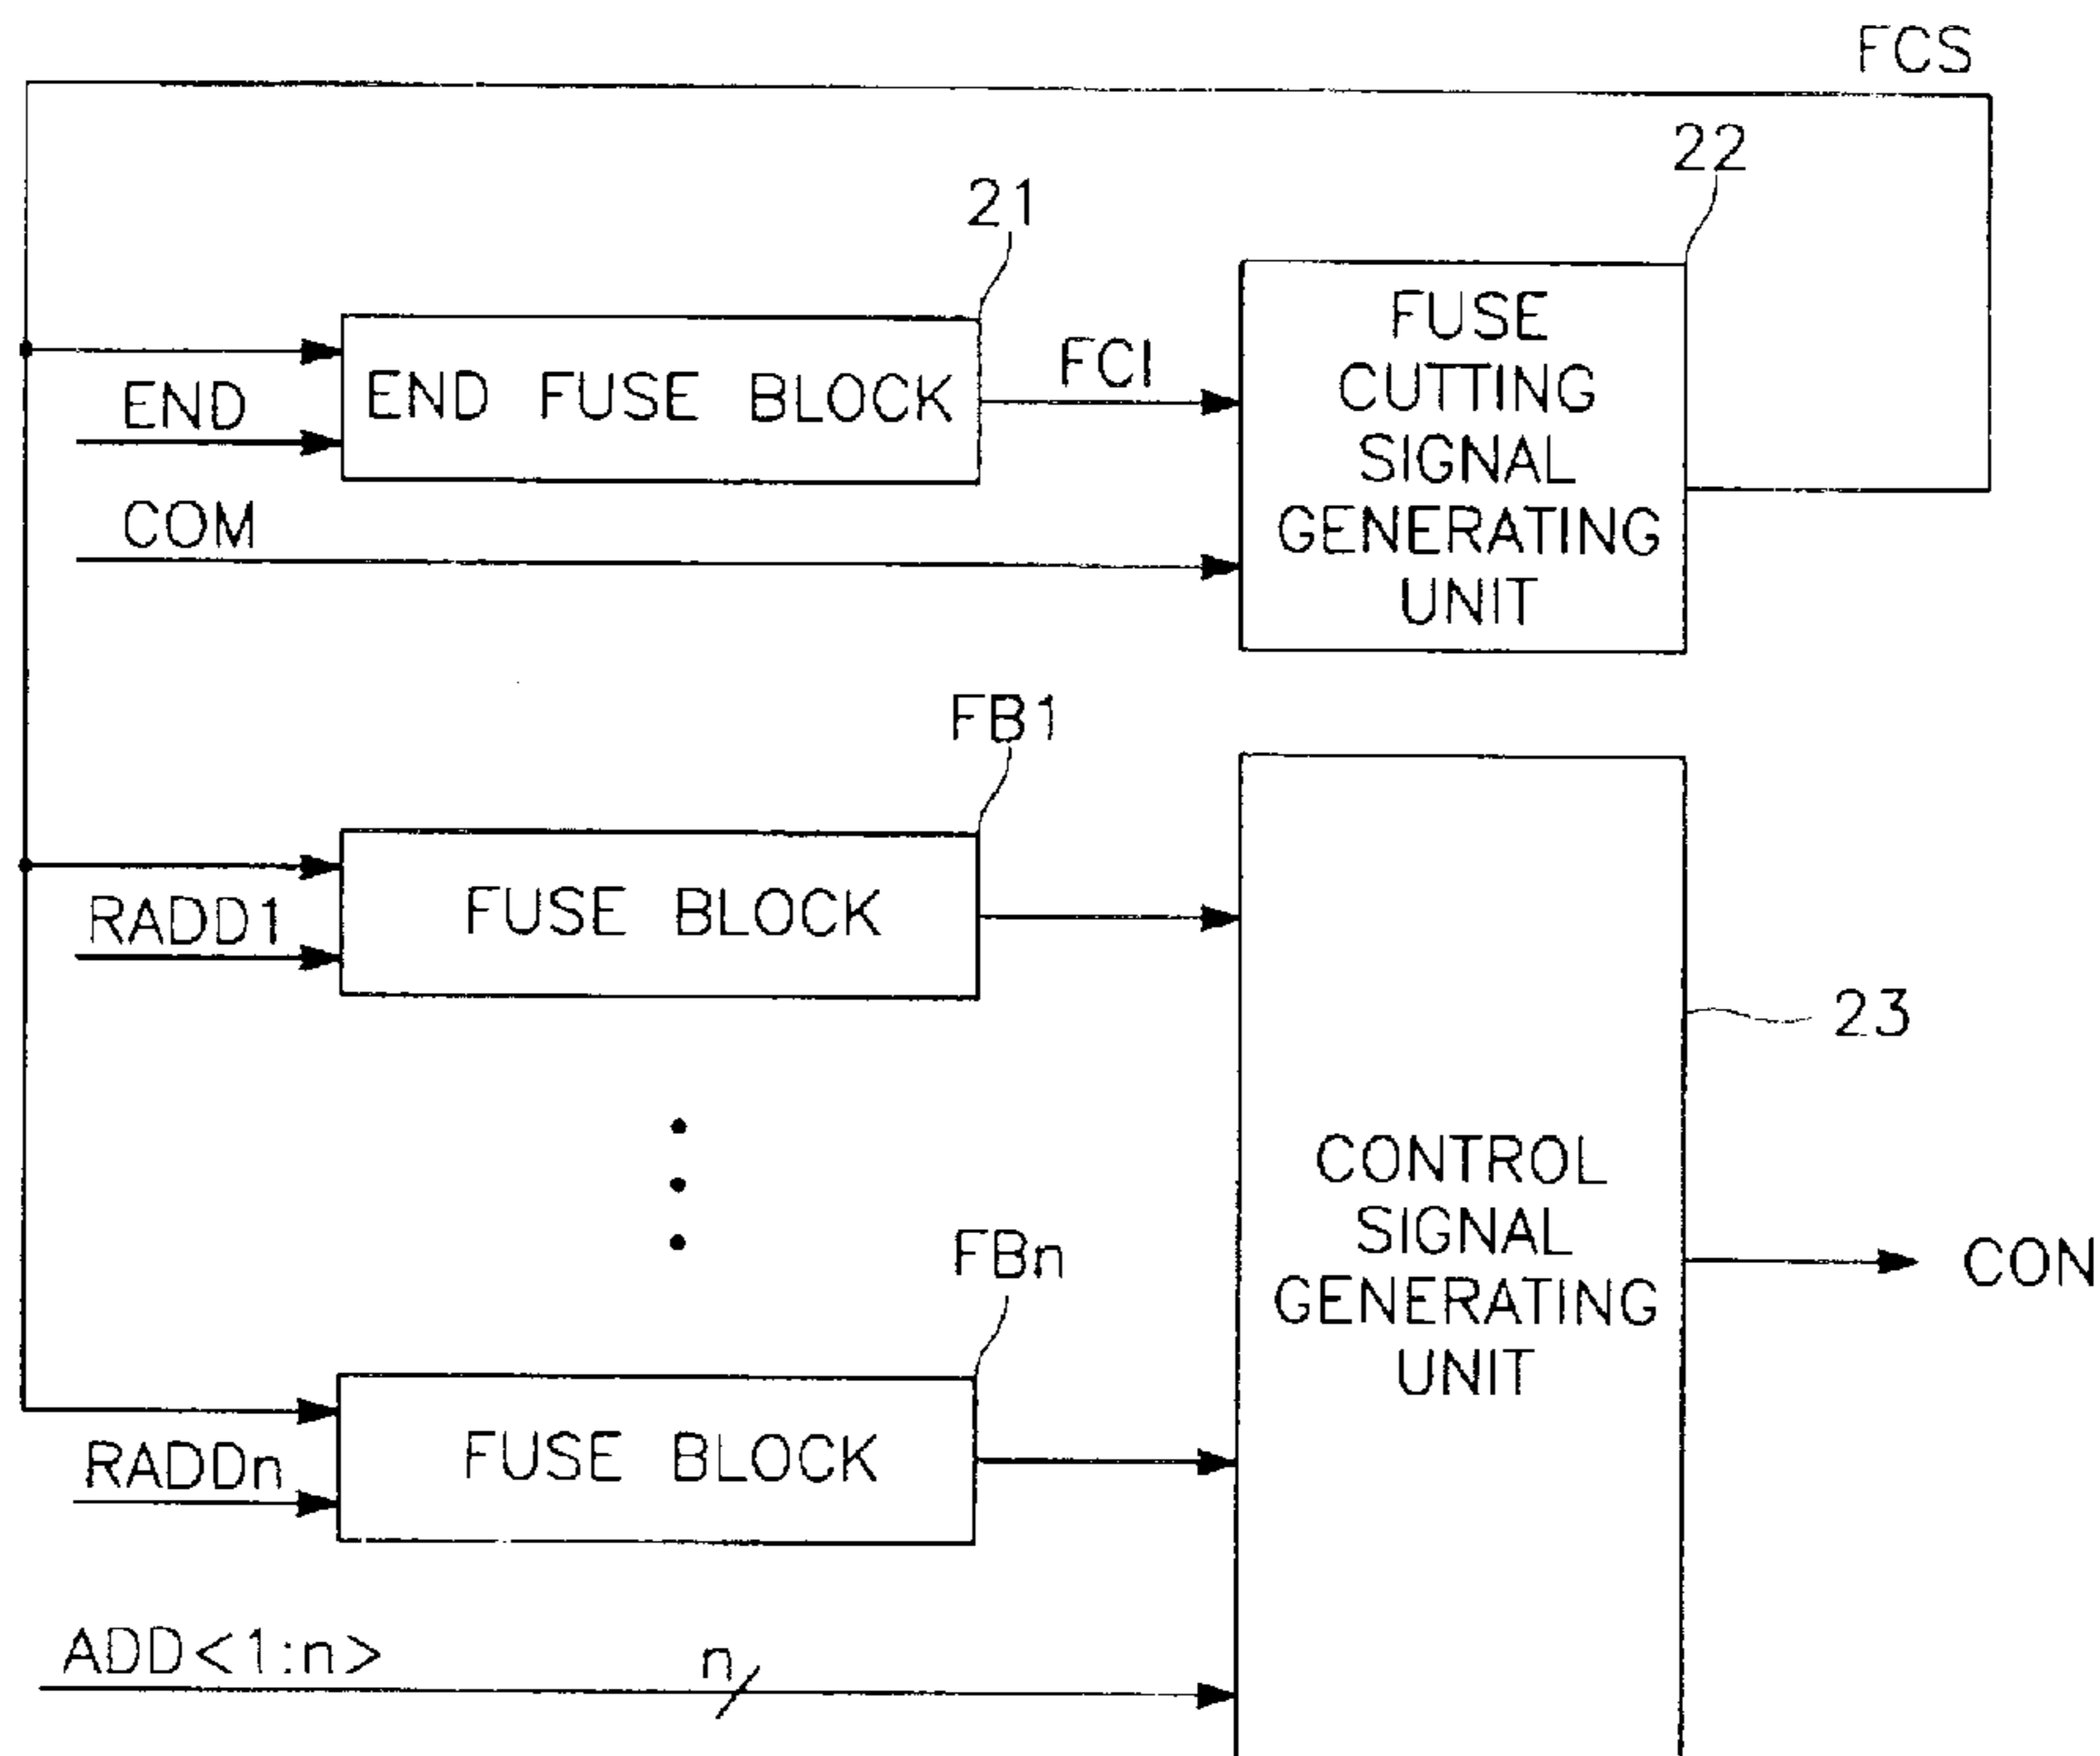 FCS
22
21
FUSE
CUTTING
SIGNAL
GENERATING
UNIT
FCI
END FUSE BLOCK
END
COM
FB1
FUSE BLOCK
RADD1
23
CONTROL
SIGNAL
GENERATING
UNIT
CON
FBn
FUSE BLOCK
RADDn
ADD<1:n>
n